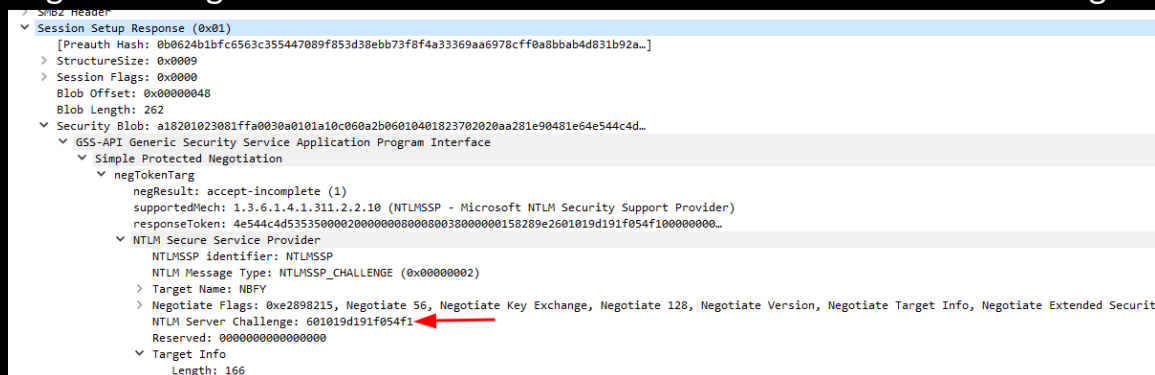 SMB2 Header
Session Setup Response (0x01)
[Preauth Hash: 0b0624b1bfc6563c355447089f853d38ebb73f8f4a33369aa6978cff0a8bbab4d831b92a…]
StructureSize: 0x0009
Session Flags: 0x0000
Blob Offset: 0x00000048
Blob Length: 262
Security Blob: a18201023081ffa0030a0101a10c060a2b06010401823702020aa281e90481e64e544c4d…
GSS-API Generic Security Service Application Program Interface
Simple Protected Negotiation
negTokenTarg
negResult: accept-incomplete (1)
supportedMech: 1.3.6.1.4.1.311.2.2.10 (NTLMSSP - Microsoft NTLM Security Support Provider)
responseToken: 4e544c4d53535000020000000800080038000000158289e2601019d191f054f100000000…
NTLM Secure Service Provider
NTLMSSP identifier: NTLMSSP
NTLM Message Type: NTLMSSP_CHALLENGE (0x00000002)
Target Name: NBFY
Negotiate Flags: 0xe2898215, Negotiate 56, Negotiate Key Exchange, Negotiate 128, Negotiate Version, Negotiate Target Info, Negotiate Extended Securit
NTLM Server Challenge: 601019d191f054f1
Reserved: 0000000000000000
Target Info
Length: 166